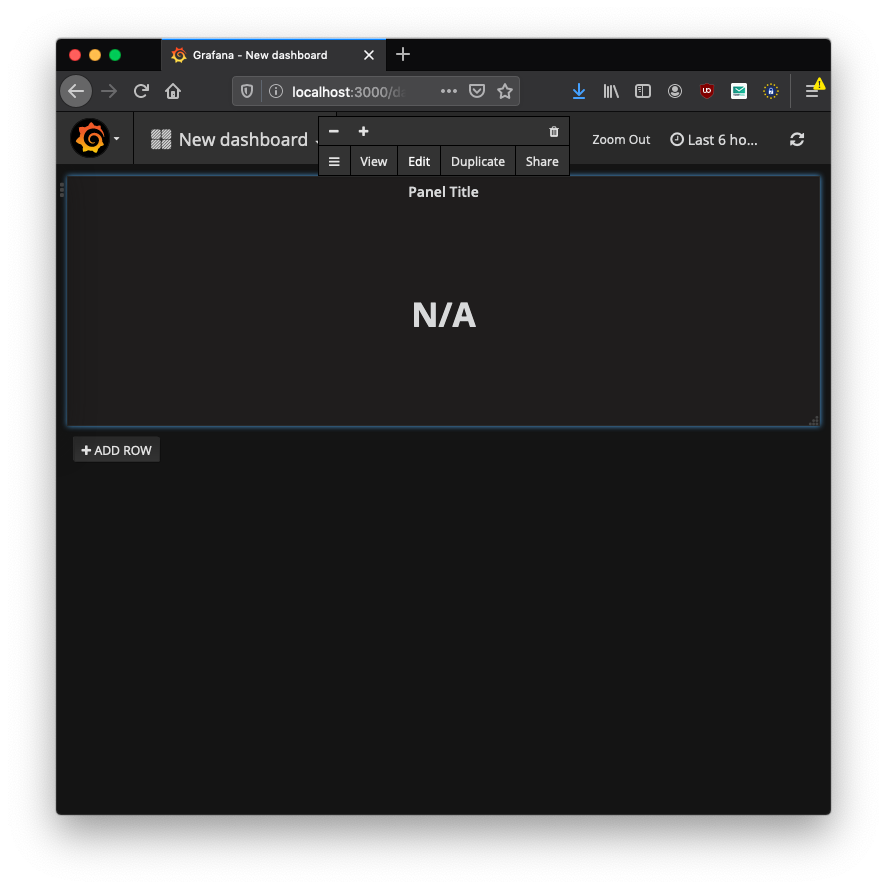 Grafana - New dashboard
localhost:3000/d
New dashboard
Zoom Out
Last 6 ho...
View
Edit
Duplicate
Share
Panel Title
N/A
ADD ROW